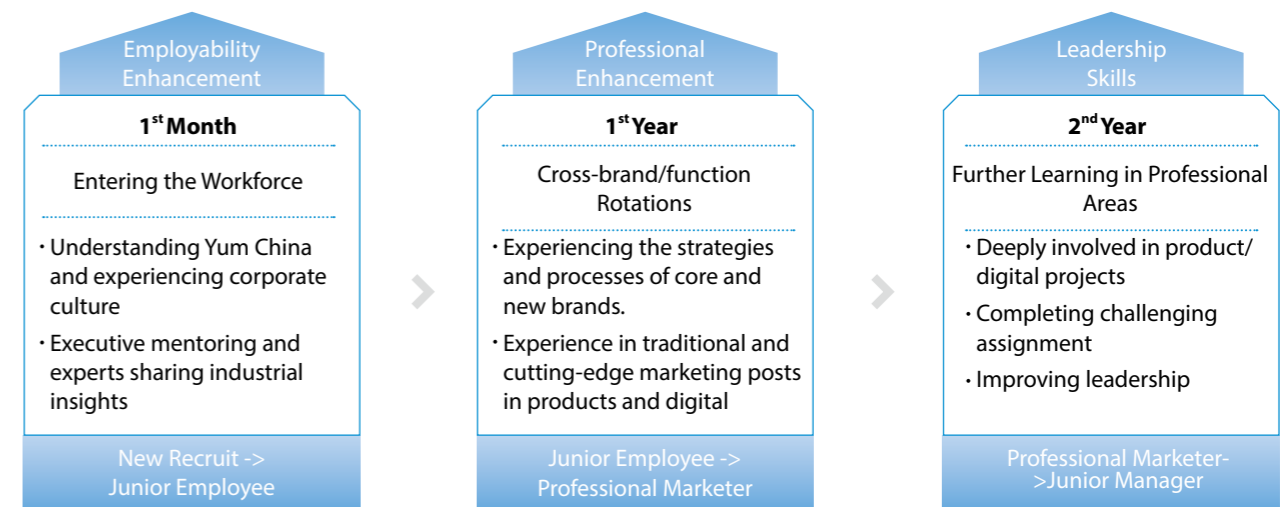 Employability
Enhancement
1st Month
Entering the Workforce
· Understanding Yum China
and experiencing corporate
culture
· Executive mentoring and
experts sharing industrial
insights
New Recruit ->
Junior Employee
Professional
Enhancement
1st Year
Cross-brand/function
Rotations
· Experiencing the strategies
and processes of core and
new brands.
· Experience in traditional and
cutting-edge marketing posts
in products and digital
Junior Employee ->
Professional Marketer
Leadership
Skills
2nd Year
Further Learning in Professional
Areas
· Deeply involved in product/
digital projects
· Completing challenging
assignment
· Improving leadership
Professional Marketer-
>Junior Manager